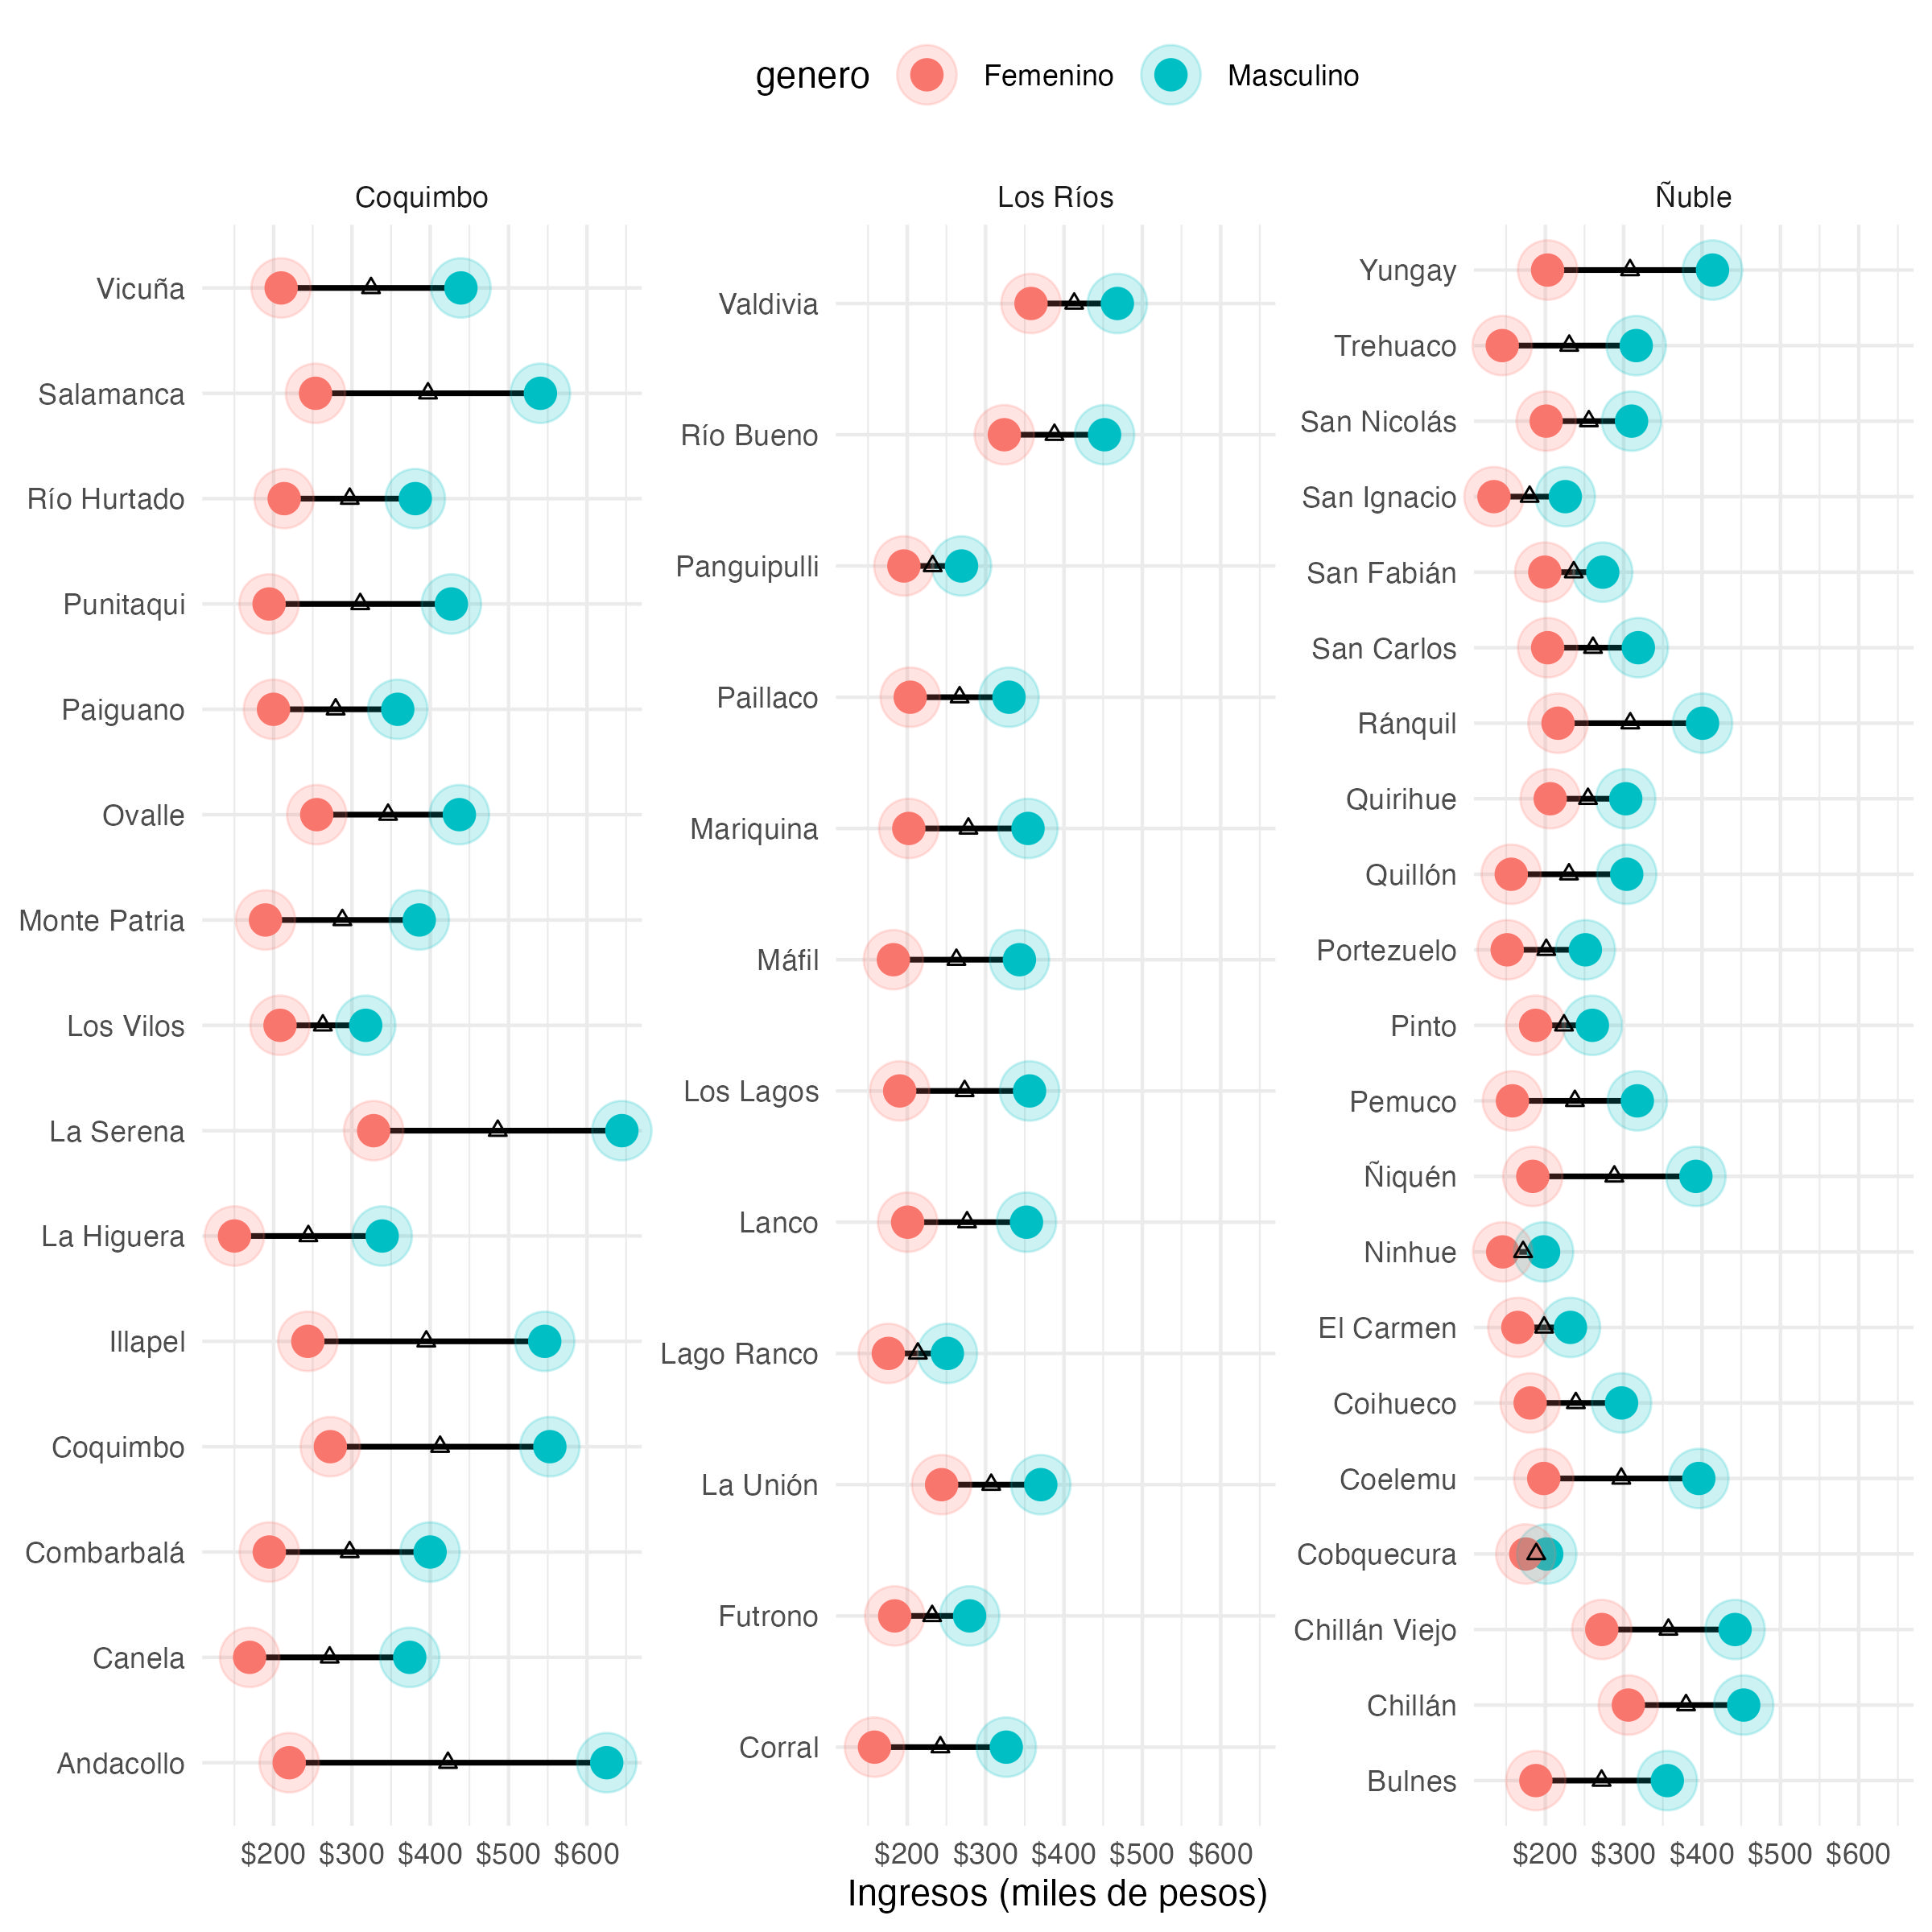 genero Femenino Masculino
Coquimbo
Vicuña
Salamanca
Río Hurtado
Punitaqui
Paiguano
Ovalle
Monte Patria
Los Vilos
La Serena
La Higuera
Illapel
Coquimbo
Combarbalá
Canela
Andacollo
$200 $300 $400 $500 $600
Los Ríos
Valdivia
Río Bueno
Panguipulli
Paillaco
Mariquina
Máfil
Los Lagos
Lanco
Lago Ranco
La Unión
Futrono
Corral
$200 $300 $400 $500 $600
Ñuble
Yungay
Trehuaco
San Nicolás
San Ignacio
San Fabián
San Carlos
Ránquil
Quirihue
Quillón
Portezuelo
Pinto
Pemuco
Ñiquén
Ninhue
El Carmen
Coihueco
Coelemu
Cobquecura
Chillán Viejo
Chillán
Bulnes
$200 $300 $400 $500 $600
Ingresos (miles de pesos)